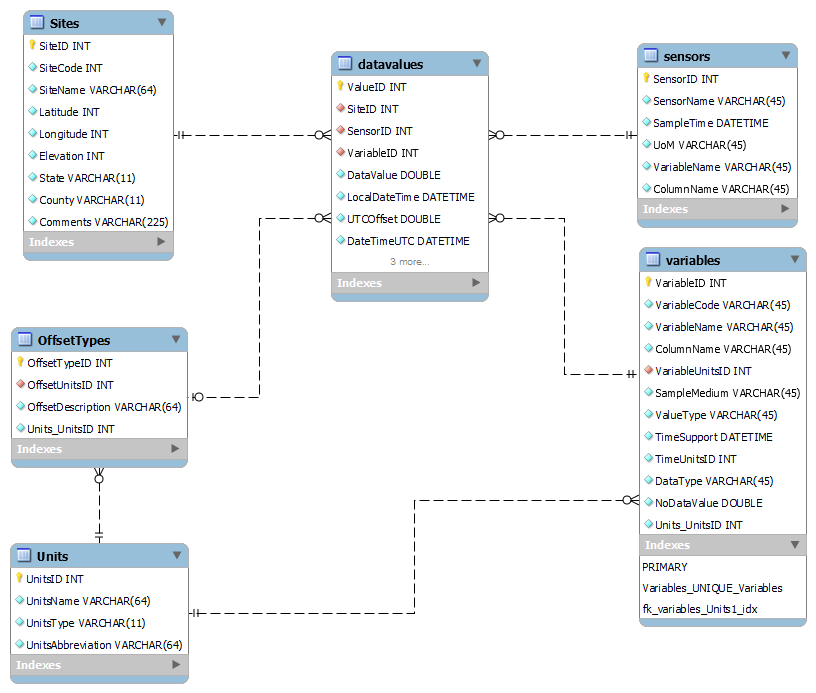 Sites
SiteID INT
SiteCode INT
SiteName VARCHAR(64)
Latitude INT
Longitude INT
Elevation INT
State VARCHAR(11)
County VARCHAR(11)
Comments VARCHAR(225)
Indexes
datavalues
ValueID INT
SiteID INT
SensorID INT
VariableID INT
DataValue DOUBLE
LocalDateTime DATETIME
UTCOffset DOUBLE
DateTimeUTC DATETIME
3 more...
Indexes
sensors
SensorID INT
SensorName VARCHAR(45)
SampleTime DATETIME
UoM VARCHAR(45)
VariableName VARCHAR(45)
ColumnName VARCHAR(45)
Indexes
variables
VariableID INT
VariableCode VARCHAR(45)
VariableName VARCHAR(45)
ColumnName VARCHAR(45)
VariableUnitsID INT
SampleMedium VARCHAR(45)
ValueType VARCHAR(45)
TimeSupport DATETIME
TimeUnitsID INT
DataType VARCHAR(45)
NoDataValue DOUBLE
Units_UnitsID INT
Indexes
PRIMARY
Variables_UNIQUE_Variables
fk_variables_Units1_idx
OffsetTypes
OffsetTypeID INT
OffsetUnitsID INT
OffsetDescription VARCHAR(64)
Units_UnitsID INT
Indexes
Units
UnitsID INT
UnitsName VARCHAR(64)
UnitsType VARCHAR(11)
UnitsAbbreviation VARCHAR(64)
Indexes